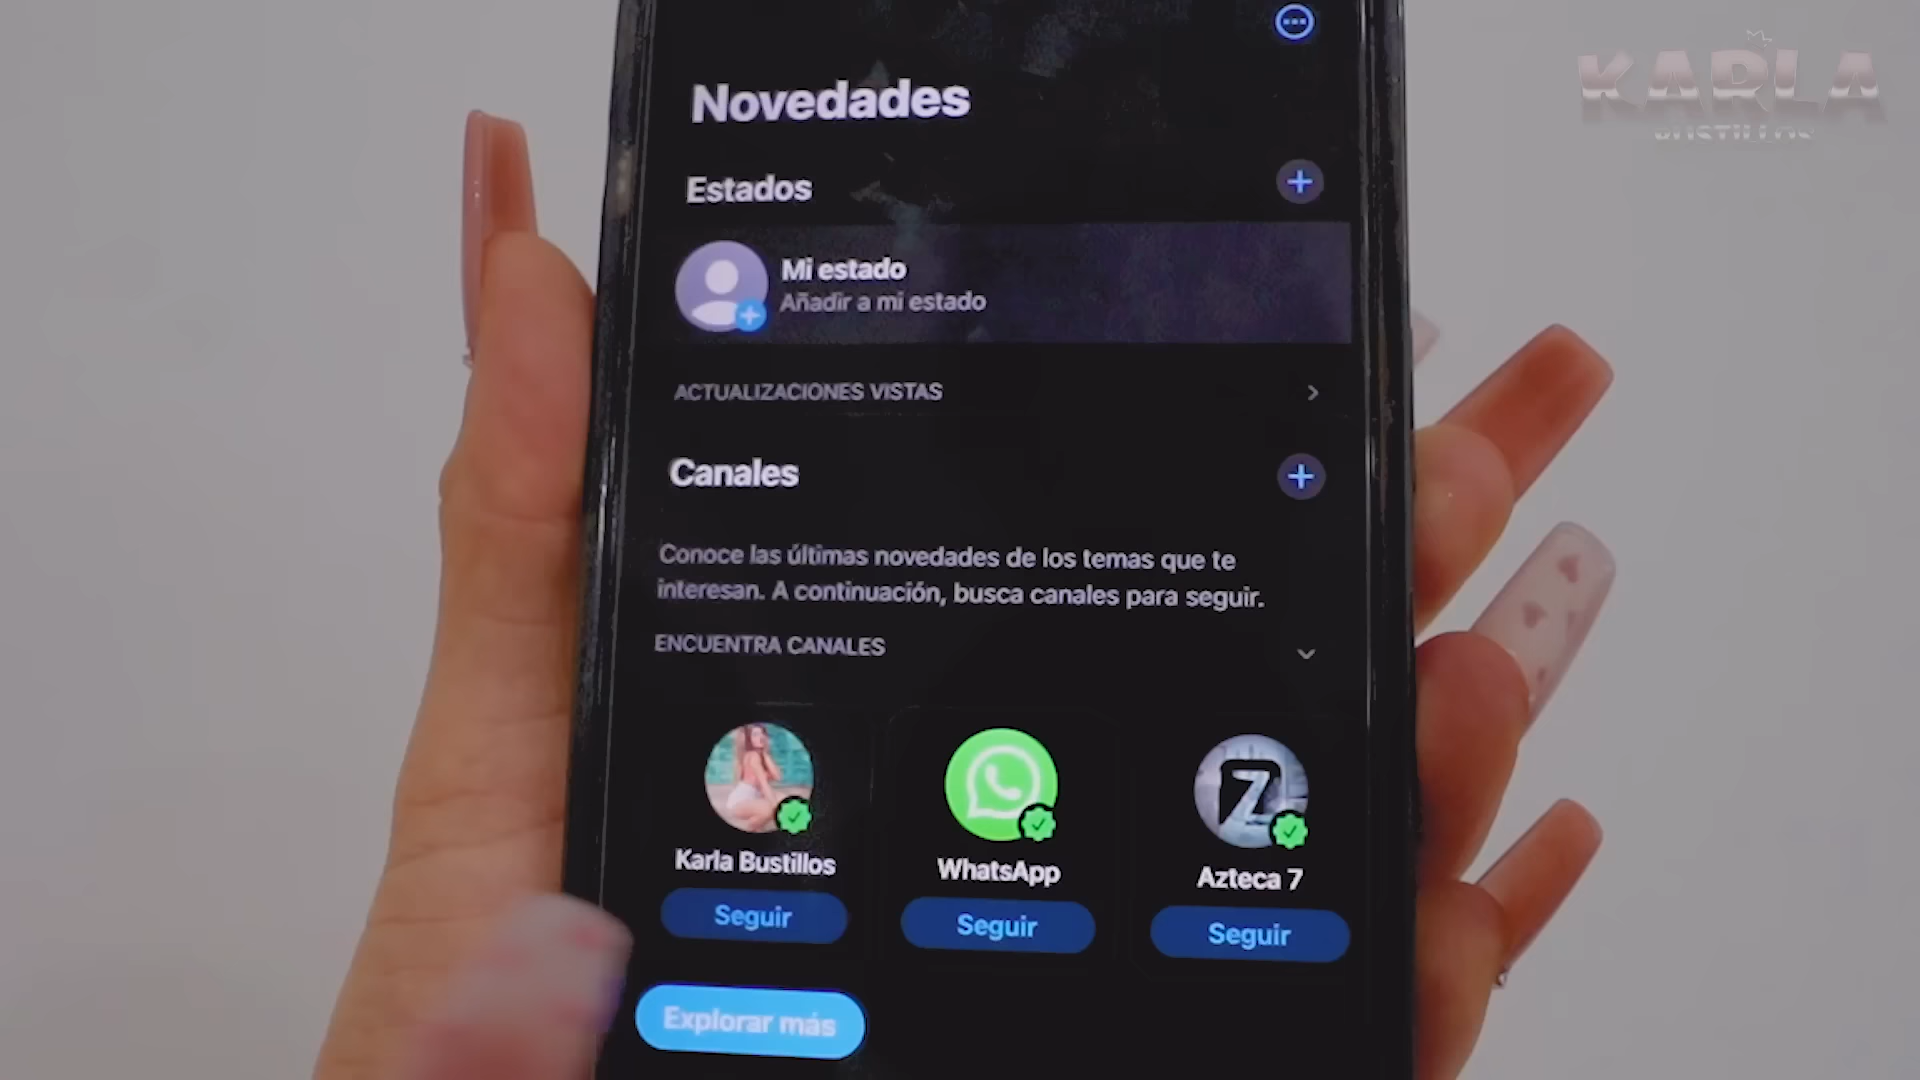 KARLA
BUSTILLOS
Novedades
Estados
Mi estado
Añadir a mi estado
ACTUALIZACIONES VISTAS
Canales
Conoce las últimas novedades de los temas que te
interesan. A continuación, busca canales para seguir.
ENCUENTRA CANALES
Karla Bustillos
WhatsApp
Azteca 7
Seguir
Seguir
Seguir
Explorar más